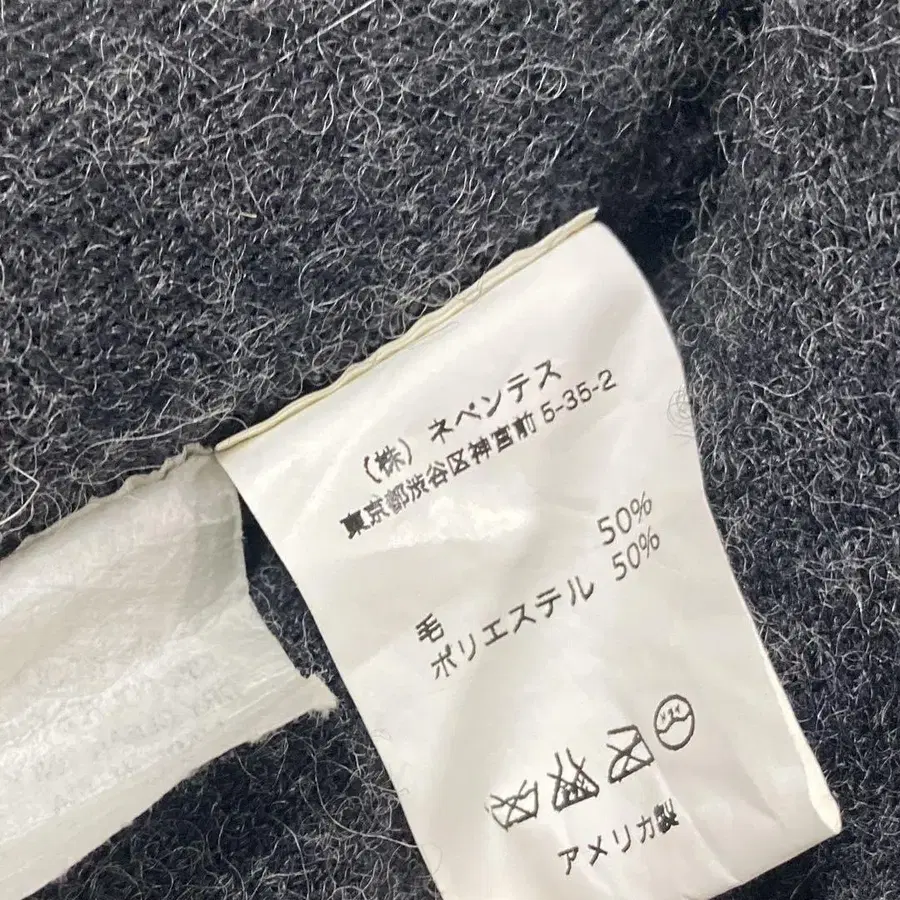 （株）ネペンテス
東京都渋谷区神宮前 5-35-2
毛 50%
ポリエステル 50%
アメリカ製